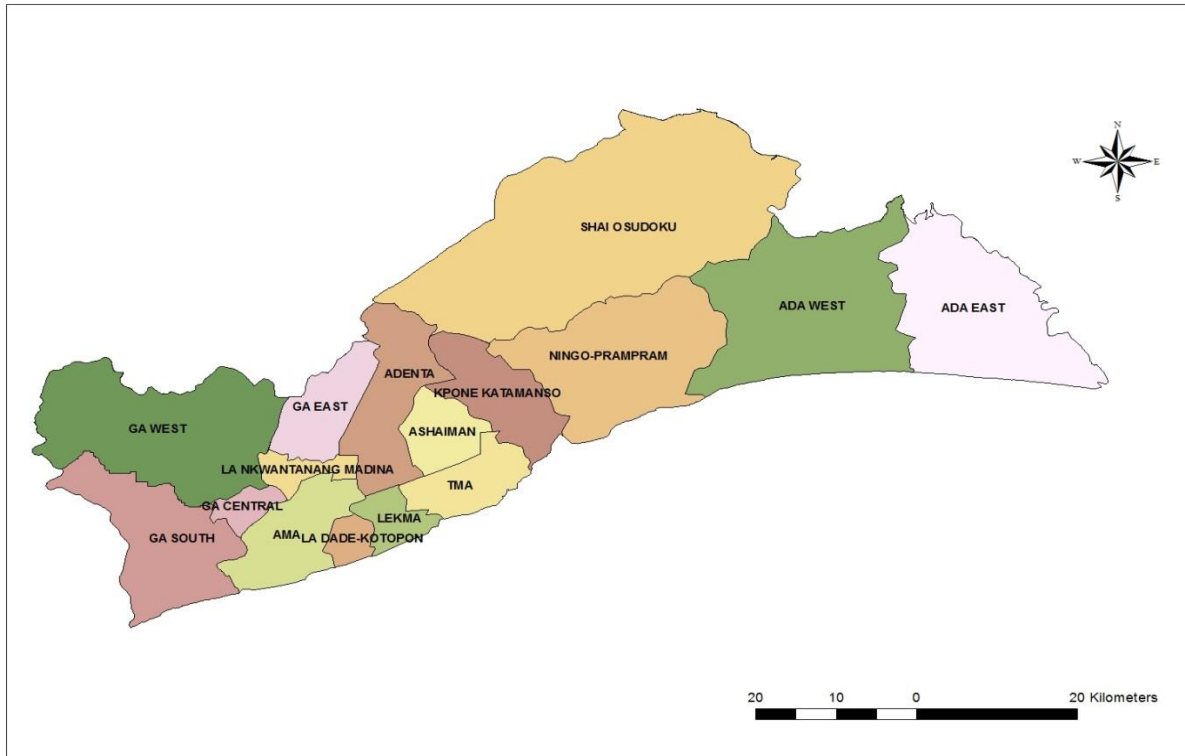 N
W E
S
SHAI OSUDOKU
ADA WEST
ADA EAST
NINGO-PRAMPRAM
ADENTA
KPONE KATAMANSO
GA EAST
GA WEST
ASHAIMAN
LA NKWANTANANG MADINA
TMA
GA CENTRAL
LEKMA
AMA
LA DADE-KOTOPON
GA SOUTH
20 10 0 20 Kilometers